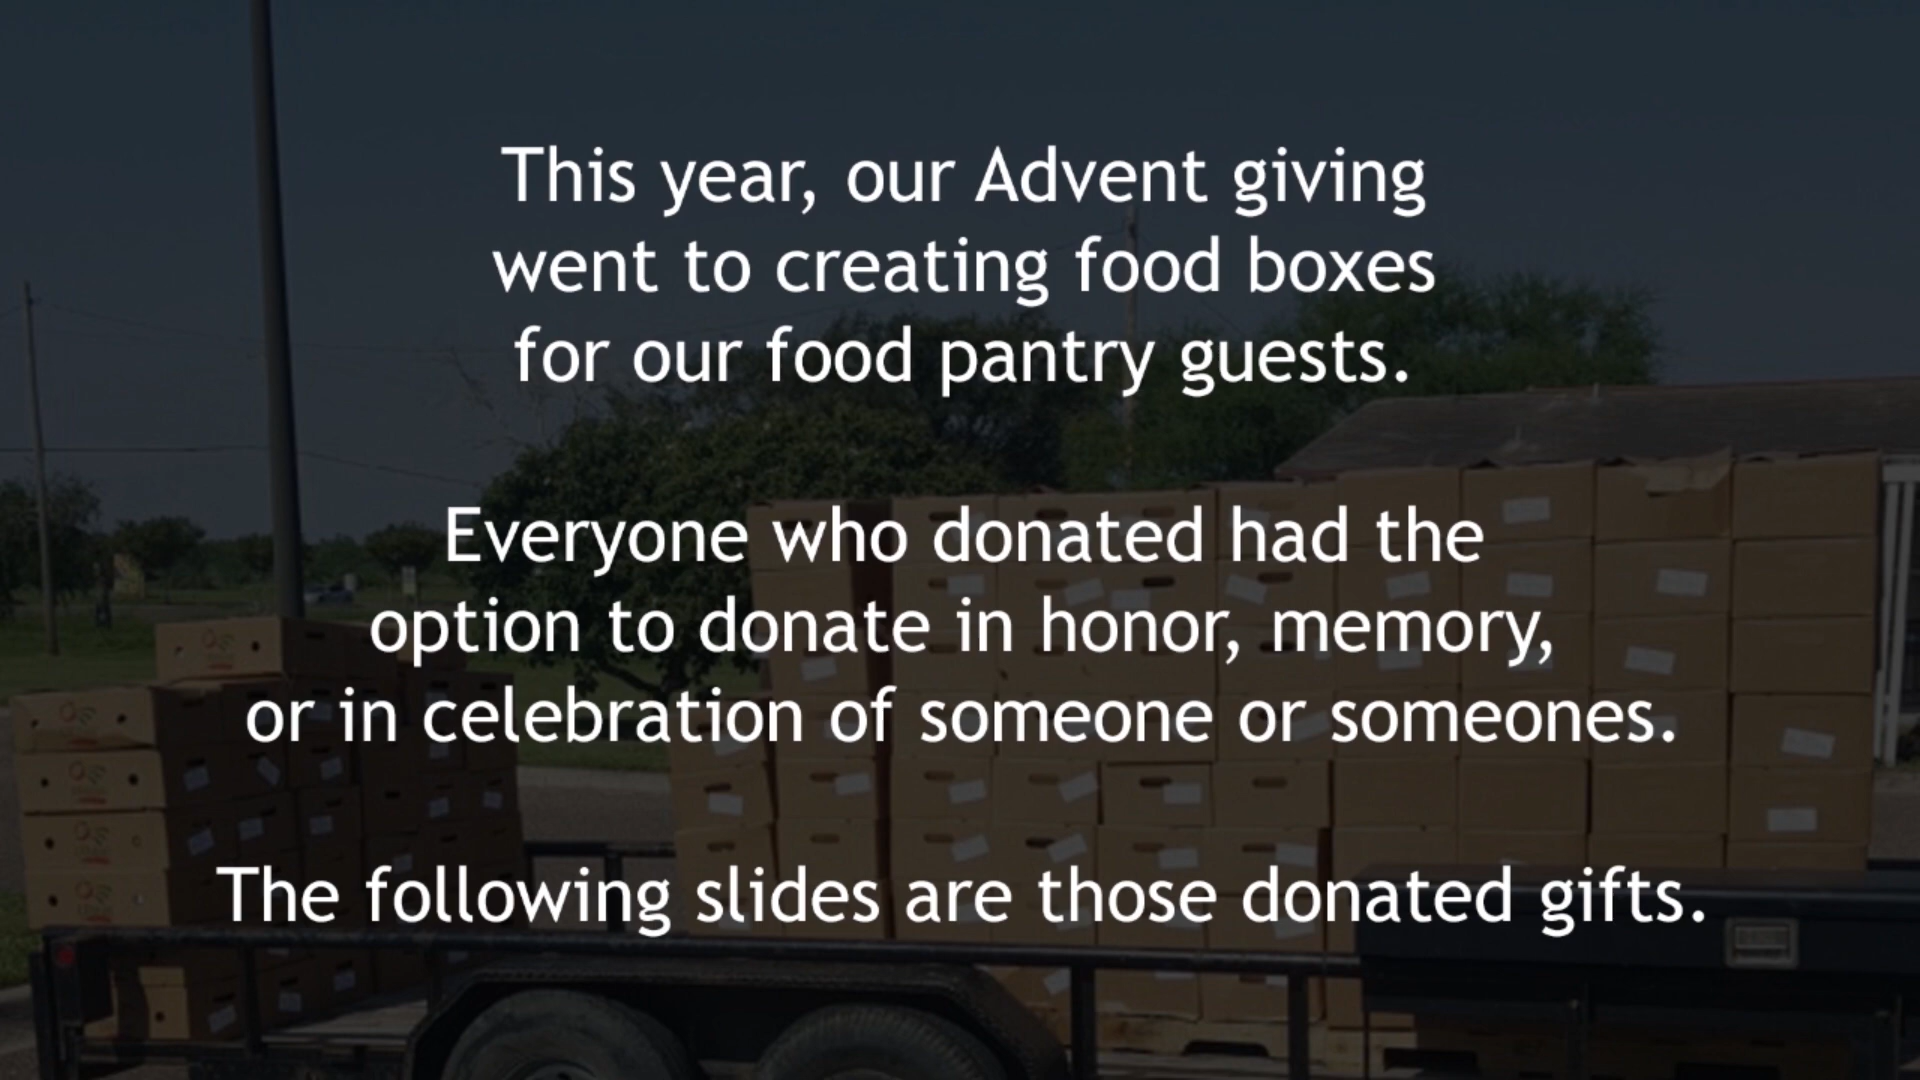 This year, our Advent giving
went to creating food boxes
for our food pantry guests.
Everyone who donated had the
option to donate in honor, memory,
or in celebration of someone or someones.
The following slides are those donated gifts.